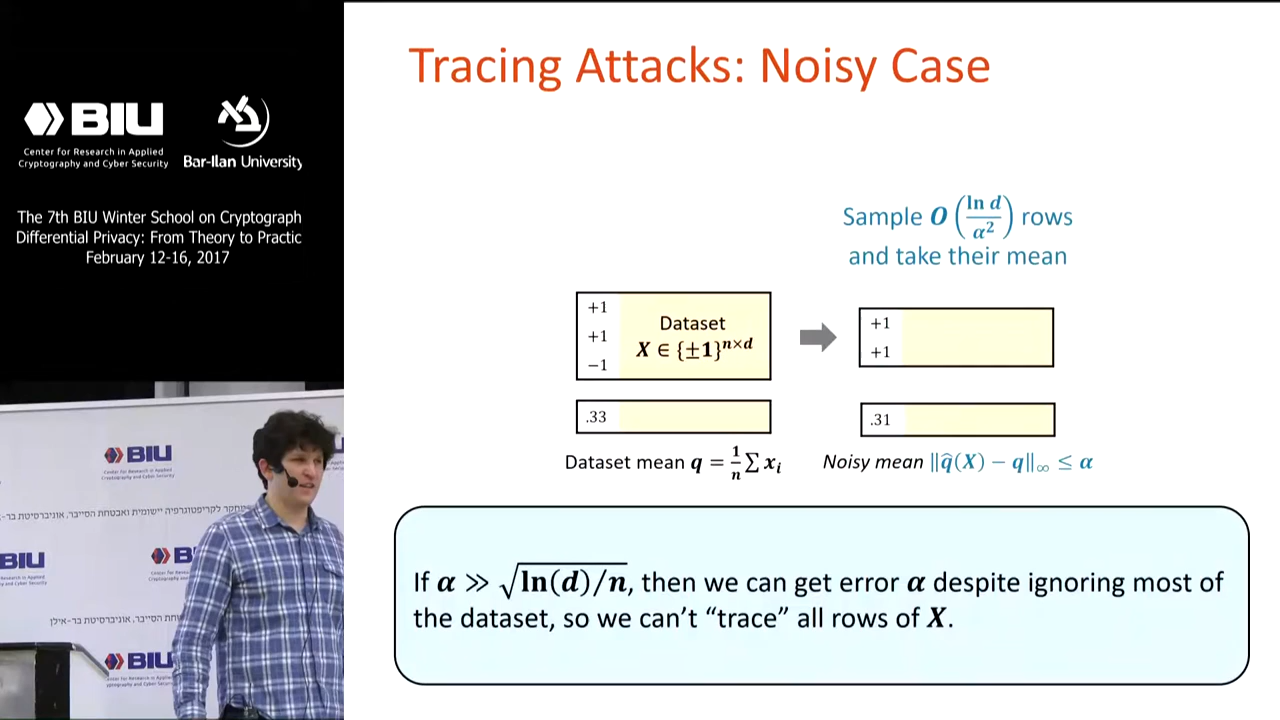 Tracing Attacks: Noisy Case
BIU
Center for Research in Applied
Cryptography and Cyber Security
Bar-Ilan University
The 7th BIU Winter School on Cryptograph
Differential Privacy: From Theory to Practic
February 12-16, 2017
Sample O(ln d / α²) rows
and take their mean
+1
+1
−1
Dataset
X ∈ {±1}ⁿˣᵈ
+1
+1
.33
.31
Dataset mean q = 1/n ∑ xᵢ
Noisy mean ‖q̂(X) − q‖∞ ≤ α
If α ≫ √ln(d)/n, then we can get error α despite ignoring most of
the dataset, so we can't “trace” all rows of X.
BIU
BIU
BIU
BIU